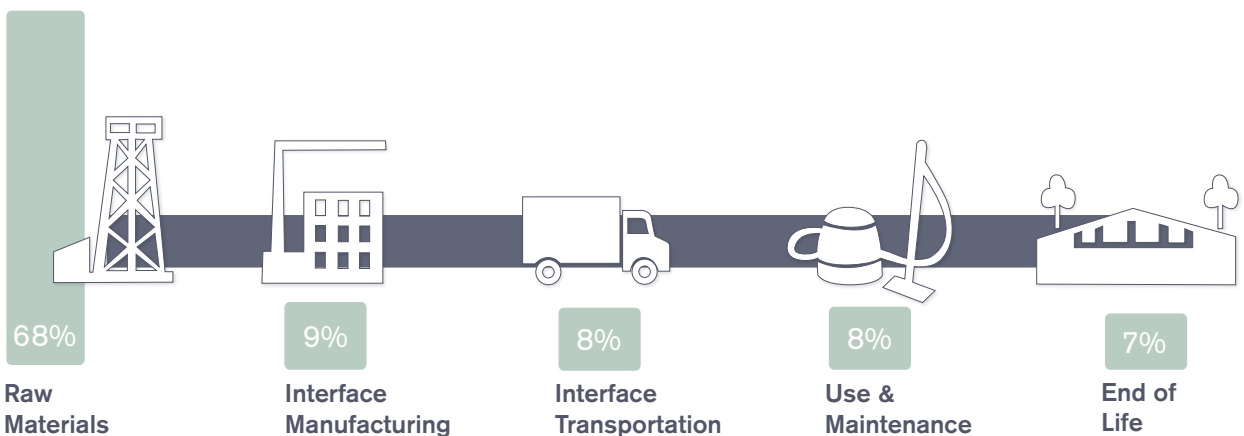 68%
Raw
Materials
9%
Interface
Manufacturing
8%
Interface
Transportation
8%
Use &
Maintenance
7%
End of
Life